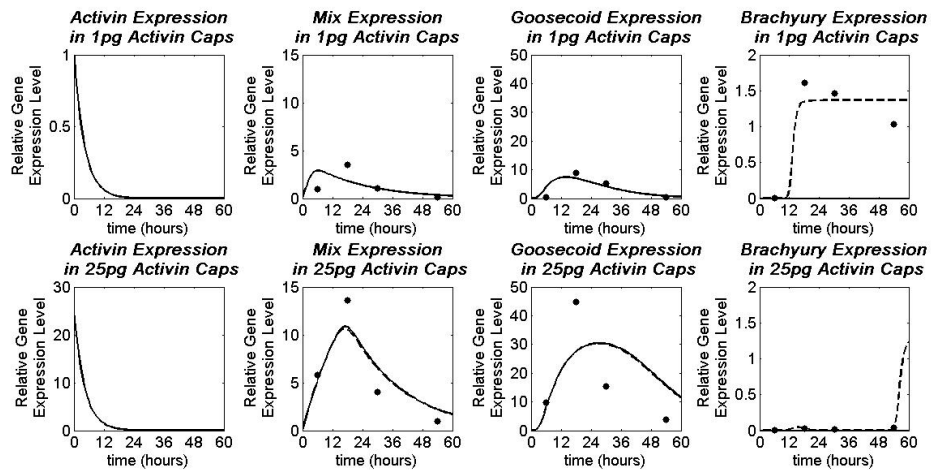 Activin Expression
in 1pg Activin Caps
Mix Expression
in 1pg Activin Caps
Goosecoid Expression
in 1pg Activin Caps
Brachyury Expression
in 1pg Activin Caps
Relative Gene
Expression Level
1
0.5
0
0 12 24 36 48 60
time (hours)
Relative Gene
Expression Level
15
10
5
0
0 12 24 36 48 60
time (hours)
Relative Gene
Expression Level
50
40
30
20
10
0
0 12 24 36 48 60
time (hours)
Relative Gene
Expression Level
2
1.5
1
0.5
0
0 12 24 36 48 60
time (hours)
Activin Expression
in 25pg Activin Caps
Mix Expression
in 25pg Activin Caps
Goosecoid Expression
in 25pg Activin Caps
Brachyury Expression
in 25pg Activin Caps
Relative Gene
Expression Level
30
20
10
0
0 12 24 36 48 60
time (hours)
Relative Gene
Expression Level
15
10
5
0
0 12 24 36 48 60
time (hours)
Relative Gene
Expression Level
50
40
30
20
10
0
0 12 24 36 48 60
time (hours)
Relative Gene
Expression Level
2
1.5
1
0.5
0
0 12 24 36 48 60
time (hours)